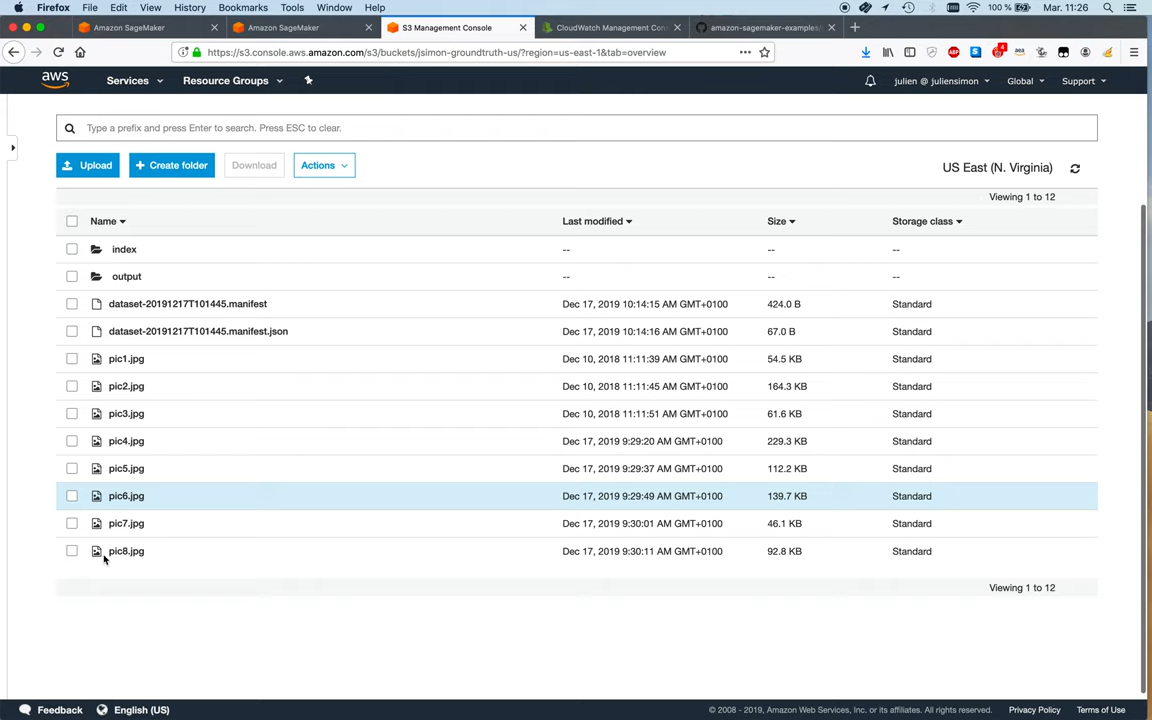 Firefox File Edit View History Bookmarks Tools Window Help 100 % Mar. 11:26
Amazon SageMaker Amazon SageMaker S3 Management Console CloudWatch Management Con amazon-sagemaker-examples/
https://s3.console.aws.amazon.com/s3/buckets/jsimon-groundtruth-us/?region=us-east-1&tab=overview
aws Services Resource Groups julien @ juliensimon Global Support
Type a prefix and press Enter to search. Press ESC to clear.
Upload Create folder Download Actions US East (N. Virginia)
Viewing 1 to 12
Name Last modified Size Storage class
index -- -- --
output -- -- --
dataset-20191217T101445.manifest Dec 17, 2019 10:14:15 AM GMT+0100 424.0 B Standard
dataset-20191217T101445.manifest.json Dec 17, 2019 10:14:16 AM GMT+0100 67.0 B Standard
pic1.jpg Dec 10, 2018 11:11:39 AM GMT+0100 54.5 KB Standard
pic2.jpg Dec 10, 2018 11:11:45 AM GMT+0100 164.3 KB Standard
pic3.jpg Dec 10, 2018 11:11:51 AM GMT+0100 61.6 KB Standard
pic4.jpg Dec 17, 2019 9:29:20 AM GMT+0100 229.3 KB Standard
pic5.jpg Dec 17, 2019 9:29:37 AM GMT+0100 112.2 KB Standard
pic6.jpg Dec 17, 2019 9:29:49 AM GMT+0100 139.7 KB Standard
pic7.jpg Dec 17, 2019 9:30:01 AM GMT+0100 46.1 KB Standard
pic8.jpg Dec 17, 2019 9:30:11 AM GMT+0100 92.8 KB Standard
Viewing 1 to 12
Feedback English (US) © 2008 - 2019, Amazon Web Services, Inc. or its affiliates. All rights reserved. Privacy Policy Terms of Use